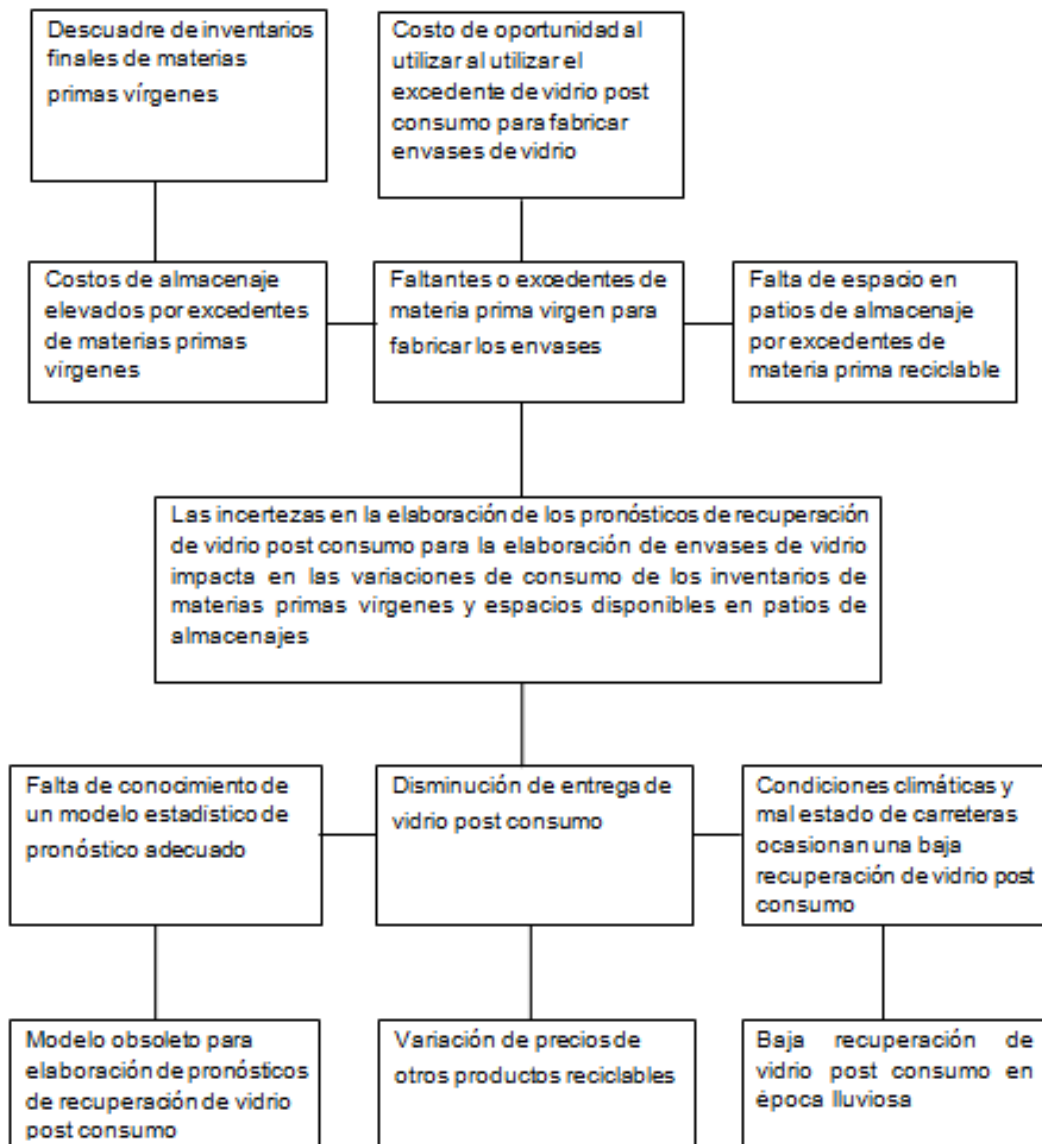 Descuadre de inventarios
finales de materias
primas vírgenes
Costo de oportunidad al
utilizar al utilizar el
excedente de vidrio post
consumo para fabricar
envases de vidrio
Costos de almacenaje
elevados por excedentes
de materias primas
vírgenes
Faltantes o excedentes de
materia prima virgen para
fabricar los envases
Falta de espacio en
patios de almacenaje
por excedentes de
materia prima reciclable
Las incertezas en la elaboración de los pronósticos de recuperación
de vidrio post consumo para la elaboración de envases de vidrio
impacta en las variaciones de consumo de los inventarios de
materias primas vírgenes y espacios disponibles en patios de
almacenajes
Falta de conocimiento de
un modelo estadístico de
pronóstico adecuado
Disminución de entrega de
vidrio post consumo
Condiciones climáticas y
mal estado de carreteras
ocasionan una baja
recuperación de vidrio post
consumo
Modelo obsoleto para
elaboración de pronósticos
de recuperación de vidrio
post consumo
Variación de precios de
otros productos reciclables
Baja recuperación de
vidrio post consumo en
época lluviosa